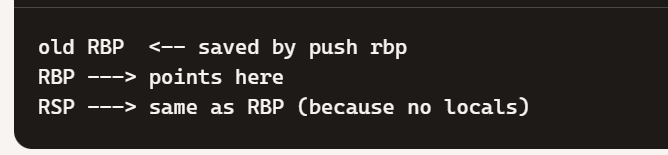 old RBP  <-- saved by push rbp
RBP ---> points here
RSP ---> same as RBP (because no locals)